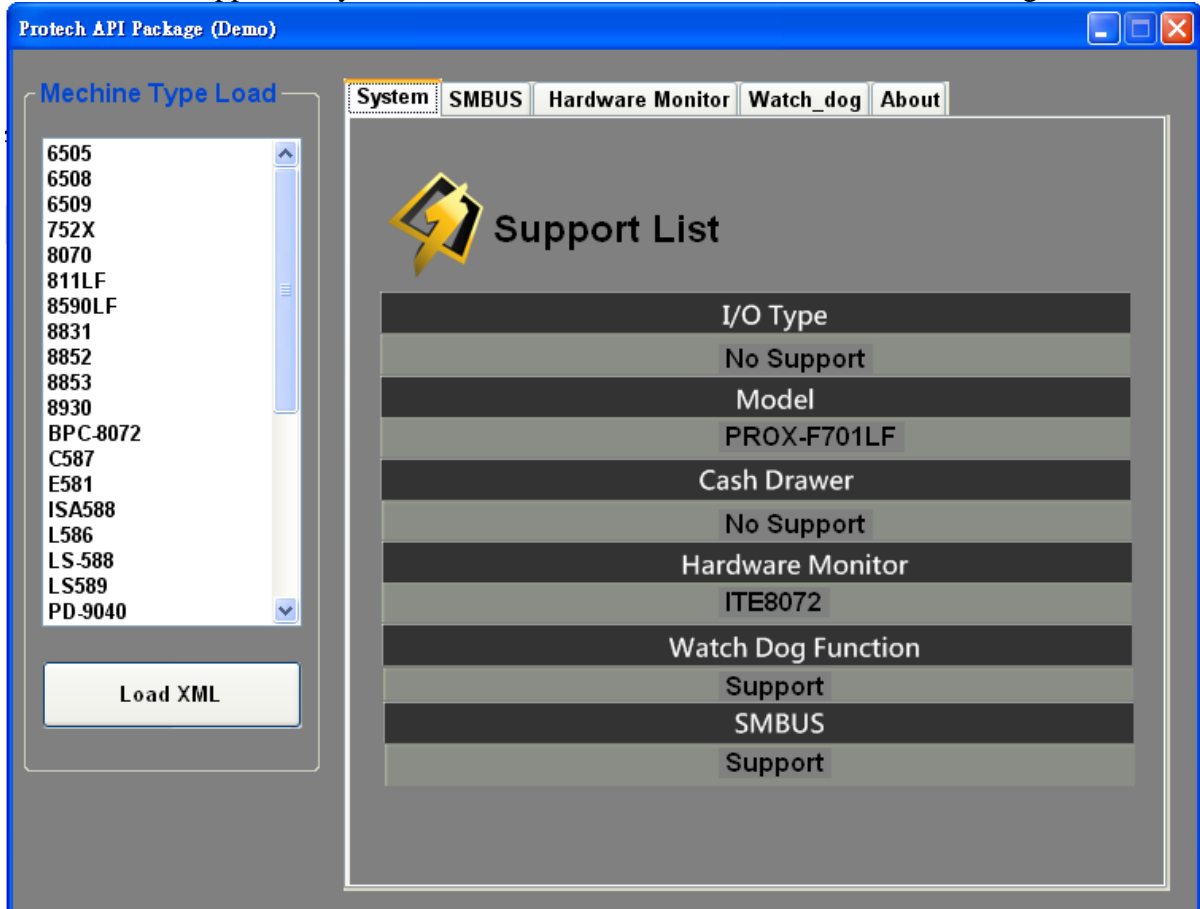 Protech API Package (Demo)
Mechine Type Load
6505
6508
6509
752X
8070
811LF
8590LF
8831
8852
8853
8930
BPC-8072
C587
E581
ISA588
L586
LS-588
LS589
PD-9040
Load XML
System SMBUS Hardware Monitor Watch_dog About
Support List
I/O Type
No Support
Model
PROX-F701LF
Cash Drawer
No Support
Hardware Monitor
ITE8072
Watch Dog Function
Support
SMBUS
Support